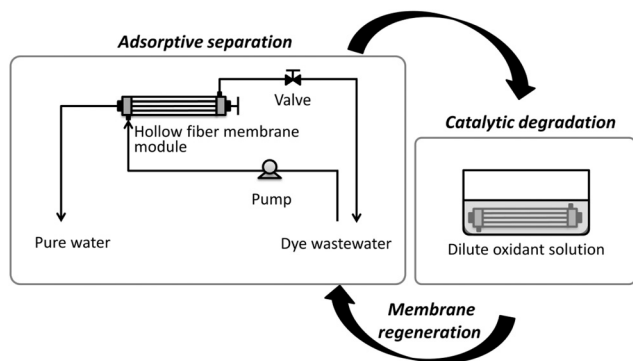 Adsorptive separation
Valve
Hollow fiber membrane
module
Pump
Pure water
Dye wastewater
Catalytic degradation
Dilute oxidant solution
Membrane
regeneration